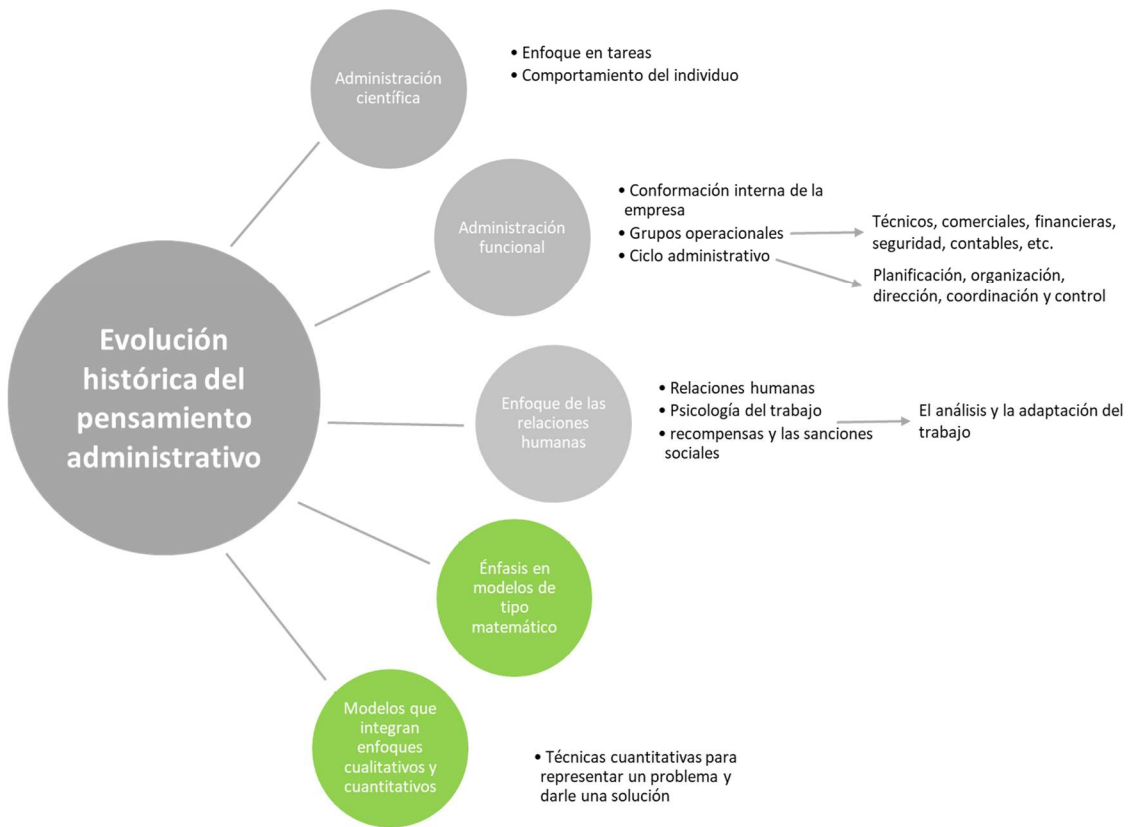 Administración
científica
• Enfoque en tareas
• Comportamiento del individuo
Administración
funcional
• Conformación interna de la
empresa
• Grupos operacionales
• Ciclo administrativo
Técnicos, comerciales, financieras,
seguridad, contables, etc.
Planificación, organización,
dirección, coordinación y control
Evolución
histórica del
pensamiento
administrativo
Enfoque de las
relaciones
humanas
• Relaciones humanas
• Psicología del trabajo
• recompensas y las sanciones
sociales
El análisis y la adaptación del
trabajo
Énfasis en
modelos de
tipo
matemático
Modelos que
integran
enfoques
cualitativos y
cuantitativos
• Técnicas cuantitativas para
representar un problema y
darle una solución